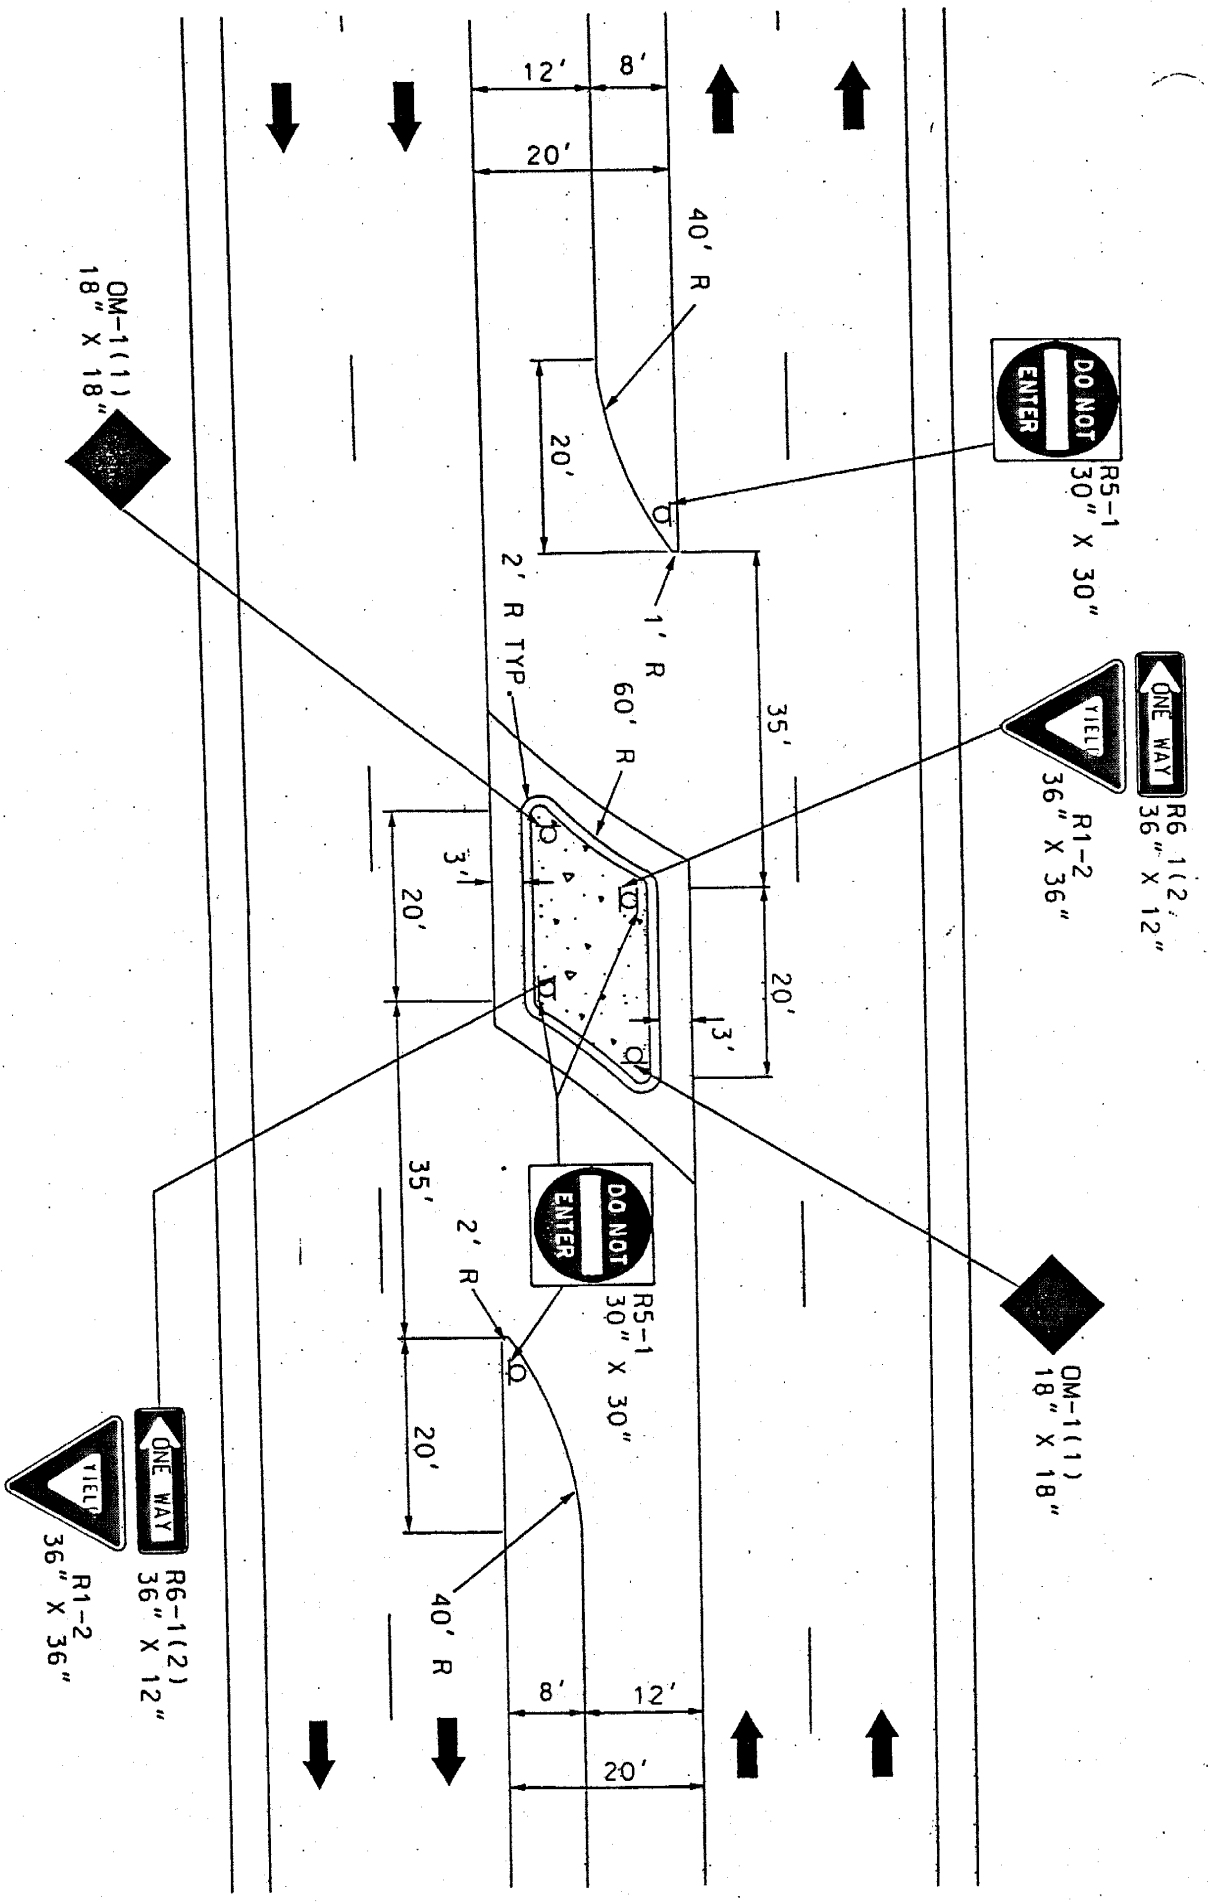 12'
8'
20'
40' R
DO NOT
ENTER
R5-1
30" X 30"
OM-1(1)
18" X 18"
20'
2' R TYP.
1' R
60' R
35'
ONE WAY
YIELD
R6 1(2)
36" X 12"
R1-2
36" X 36"
3'
20'
20'
3'
35'
DO NOT
ENTER
R5-1
30" X 30"
2' R
OM-1(1)
18" X 18"
20'
40' R
ONE WAY
YIELD
R6-1(2)
36" X 12"
R1-2
36" X 36"
8'
12'
20'